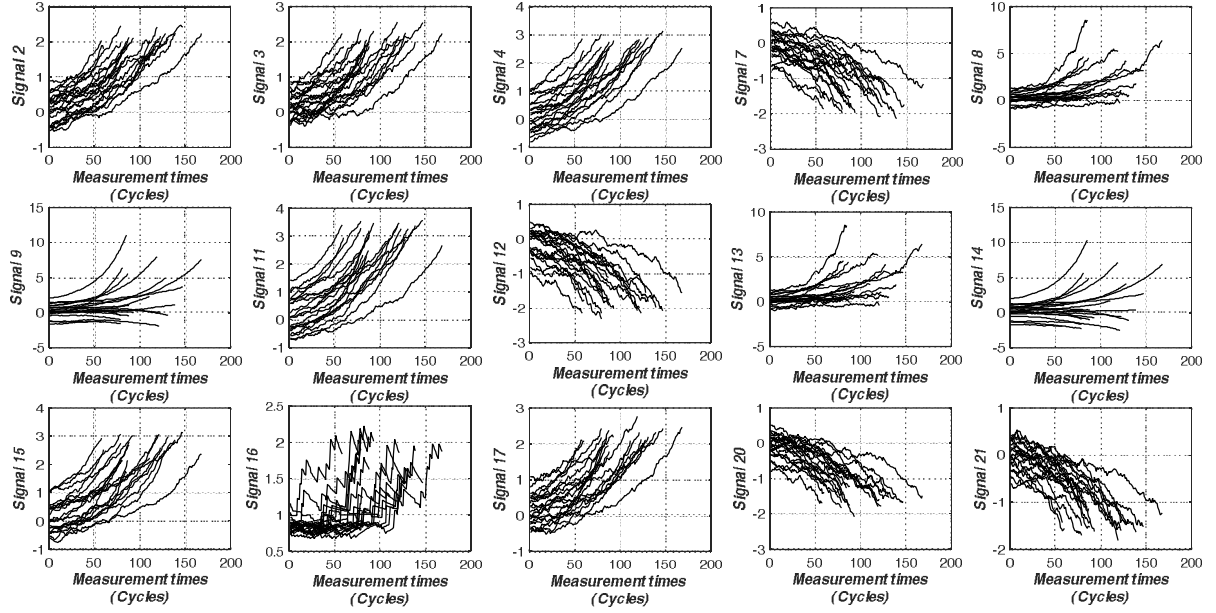 Signal 2
3
2
1
0
-1
0 50 100 150 200
Measurement times
(Cycles)
Signal 3
3
2
1
0
-1
0 50 100 150 200
Measurement times
(Cycles)
Signal 4
4
3
2
1
0
-1
0 50 100 150 200
Measurement times
(Cycles)
Signal 7
1
0
-1
-2
-3
0 50 100 150 200
Measurement times
(Cycles)
Signal 8
10
5
0
-5
0 50 100 150 200
Measurement times
(Cycles)
Signal 9
15
10
5
0
-5
0 50 100 150 200
Measurement times
(Cycles)
Signal 11
4
3
2
1
0
-1
0 50 100 150 200
Measurement times
(Cycles)
Signal 12
1
0
-1
-2
-3
0 50 100 150 200
Measurement times
(Cycles)
Signal 13
10
5
0
-5
0 50 100 150 200
Measurement times
(Cycles)
Signal 14
15
10
5
0
-5
0 50 100 150 200
Measurement times
(Cycles)
Signal 15
4
3
2
1
0
-1
0 50 100 150 200
Measurement times
(Cycles)
Signal 16
2.5
2
1.5
1
0.5
0 50 100 150 200
Measurement times
(Cycles)
Signal 17
3
2
1
0
-1
0 50 100 150 200
Measurement times
(Cycles)
Signal 20
1
0
-1
-2
-3
0 50 100 150 200
Measurement times
(Cycles)
Signal 21
1
0
-1
-2
0 50 100 150 200
Measurement times
(Cycles)